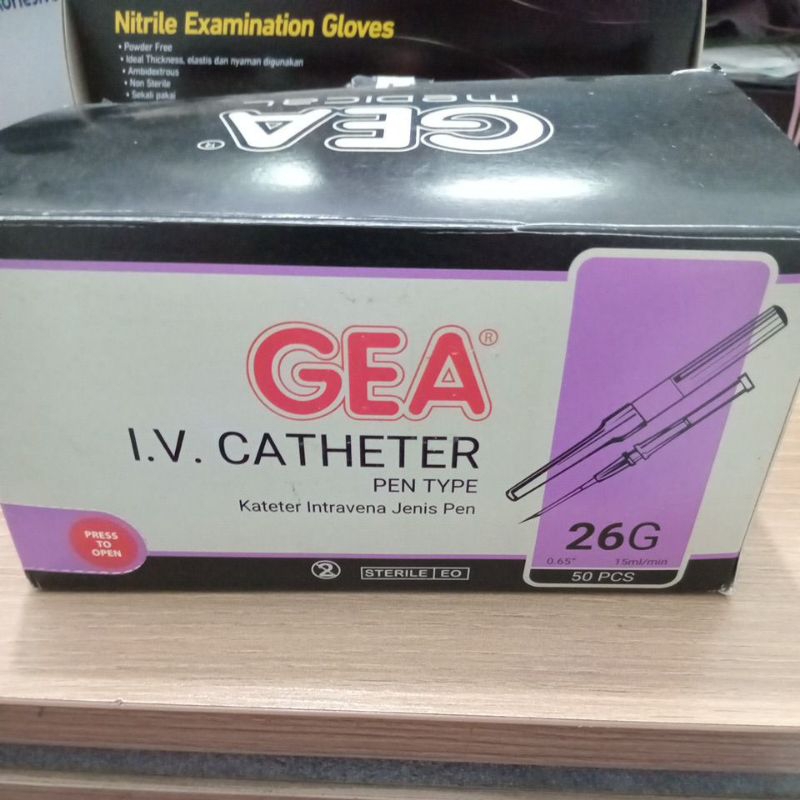 Nitrile Examination Gloves
• Powder Free
• Ideal Thickness, elastis dan nyaman digunakan
• Ambidextrous
• Non Sterile
• Sekali pakai
GEA®
medical
GEA®
I.V. CATHETER
PEN TYPE
Kateter Intravena Jenis Pen
PRESS
TO
OPEN
2
STERILE EO
26G
0.65" 15ml/min
50 PCS